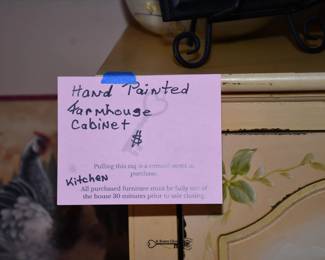 Hand Painted
Farmhouse
Cabinet
$
Pulling this tag is a commitment to
purchase.
Kitchen
All purchased furniture must be fully out of
the house 30 minutes prior to sale closing